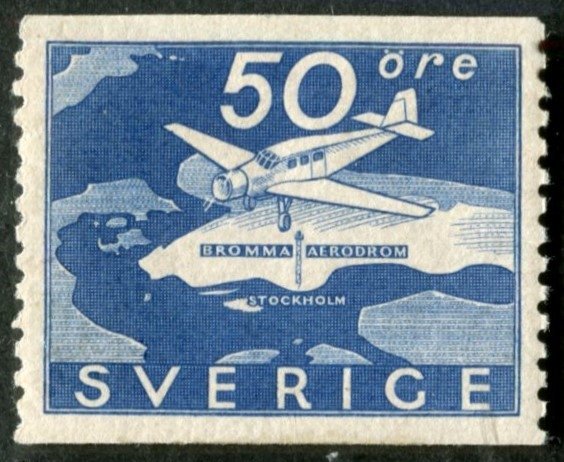 50 öre
BROMMA AERODROM
STOCKHOLM
SVERIGE